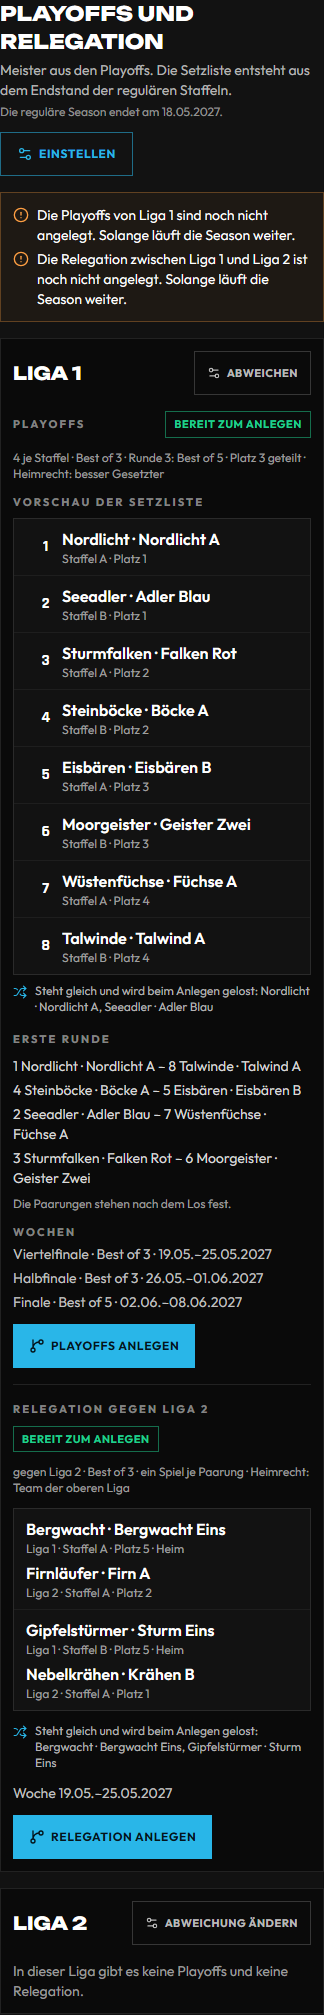 PLAYOFFS UND
RELEGATION
Meister aus den Playoffs. Die Setzliste entsteht aus
dem Endstand der regulären Staffeln.
Die reguläre Season endet am 18.05.2027.
EINSTELLEN
Die Playoffs von Liga 1 sind noch nicht
angelegt. Solange läuft die Season weiter.
Die Relegation zwischen Liga 1 und Liga 2 ist
noch nicht angelegt. Solange läuft die
Season weiter.
LIGA 1
ABWEICHEN
PLAYOFFS
BEREIT ZUM ANLEGEN
4 je Staffel · Best of 3 · Runde 3: Best of 5 · Platz 3 geteilt ·
Heimrecht: besser Gesetzter
VORSCHAU DER SETZLISTE
1 Nordlicht · Nordlicht A
Staffel A · Platz 1
2 Seeadler · Adler Blau
Staffel B · Platz 1
3 Sturmfalken · Falken Rot
Staffel A · Platz 2
4 Steinböcke · Böcke A
Staffel B · Platz 2
5 Eisbären · Eisbären B
Staffel A · Platz 3
6 Moorgeister · Geister Zwei
Staffel B · Platz 3
7 Wüstenfüchse · Füchse A
Staffel A · Platz 4
8 Talwinde · Talwind A
Staffel B · Platz 4
Steht gleich und wird beim Anlegen gelost: Nordlicht
· Nordlicht A, Seeadler · Adler Blau
ERSTE RUNDE
1 Nordlicht · Nordlicht A – 8 Talwinde · Talwind A
4 Steinböcke · Böcke A – 5 Eisbären · Eisbären B
2 Seeadler · Adler Blau – 7 Wüstenfüchse ·
Füchse A
3 Sturmfalken · Falken Rot – 6 Moorgeister ·
Geister Zwei
Die Paarungen stehen nach dem Los fest.
WOCHEN
Viertelfinale · Best of 3 · 19.05.–25.05.2027
Halbfinale · Best of 3 · 26.05.–01.06.2027
Finale · Best of 5 · 02.06.–08.06.2027
PLAYOFFS ANLEGEN
RELEGATION GEGEN LIGA 2
BEREIT ZUM ANLEGEN
gegen Liga 2 · Best of 3 · ein Spiel je Paarung · Heimrecht:
Team der oberen Liga
Bergwacht · Bergwacht Eins
Liga 1 · Staffel A · Platz 5 · Heim
Firnläufer · Firn A
Liga 2 · Staffel A · Platz 2
Gipfelstürmer · Sturm Eins
Liga 1 · Staffel B · Platz 5 · Heim
Nebelkrähen · Krähen B
Liga 2 · Staffel A · Platz 1
Steht gleich und wird beim Anlegen gelost:
Bergwacht · Bergwacht Eins, Gipfelstürmer · Sturm
Eins
Woche 19.05.–25.05.2027
RELEGATION ANLEGEN
LIGA 2
ABWEICHUNG ÄNDERN
In dieser Liga gibt es keine Playoffs und keine
Relegation.